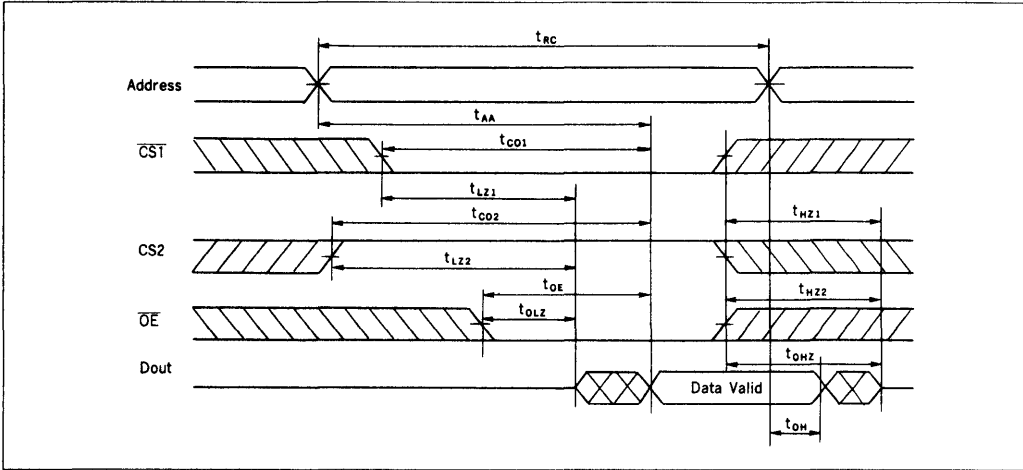 tRC
Address
tAA
CS1
tCO1
tLZ1
tCO2
tHZ1
CS2
tLZ2
tOE
tHZ2
OE
tOLZ
tOHZ
Dout
Data Valid
tOH